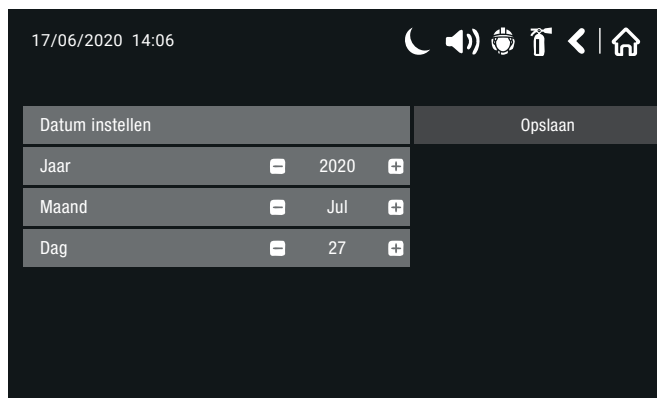 17/06/2020 14:06
Datum instellen
Opslaan
Jaar 2020
Maand Jul
Dag 27